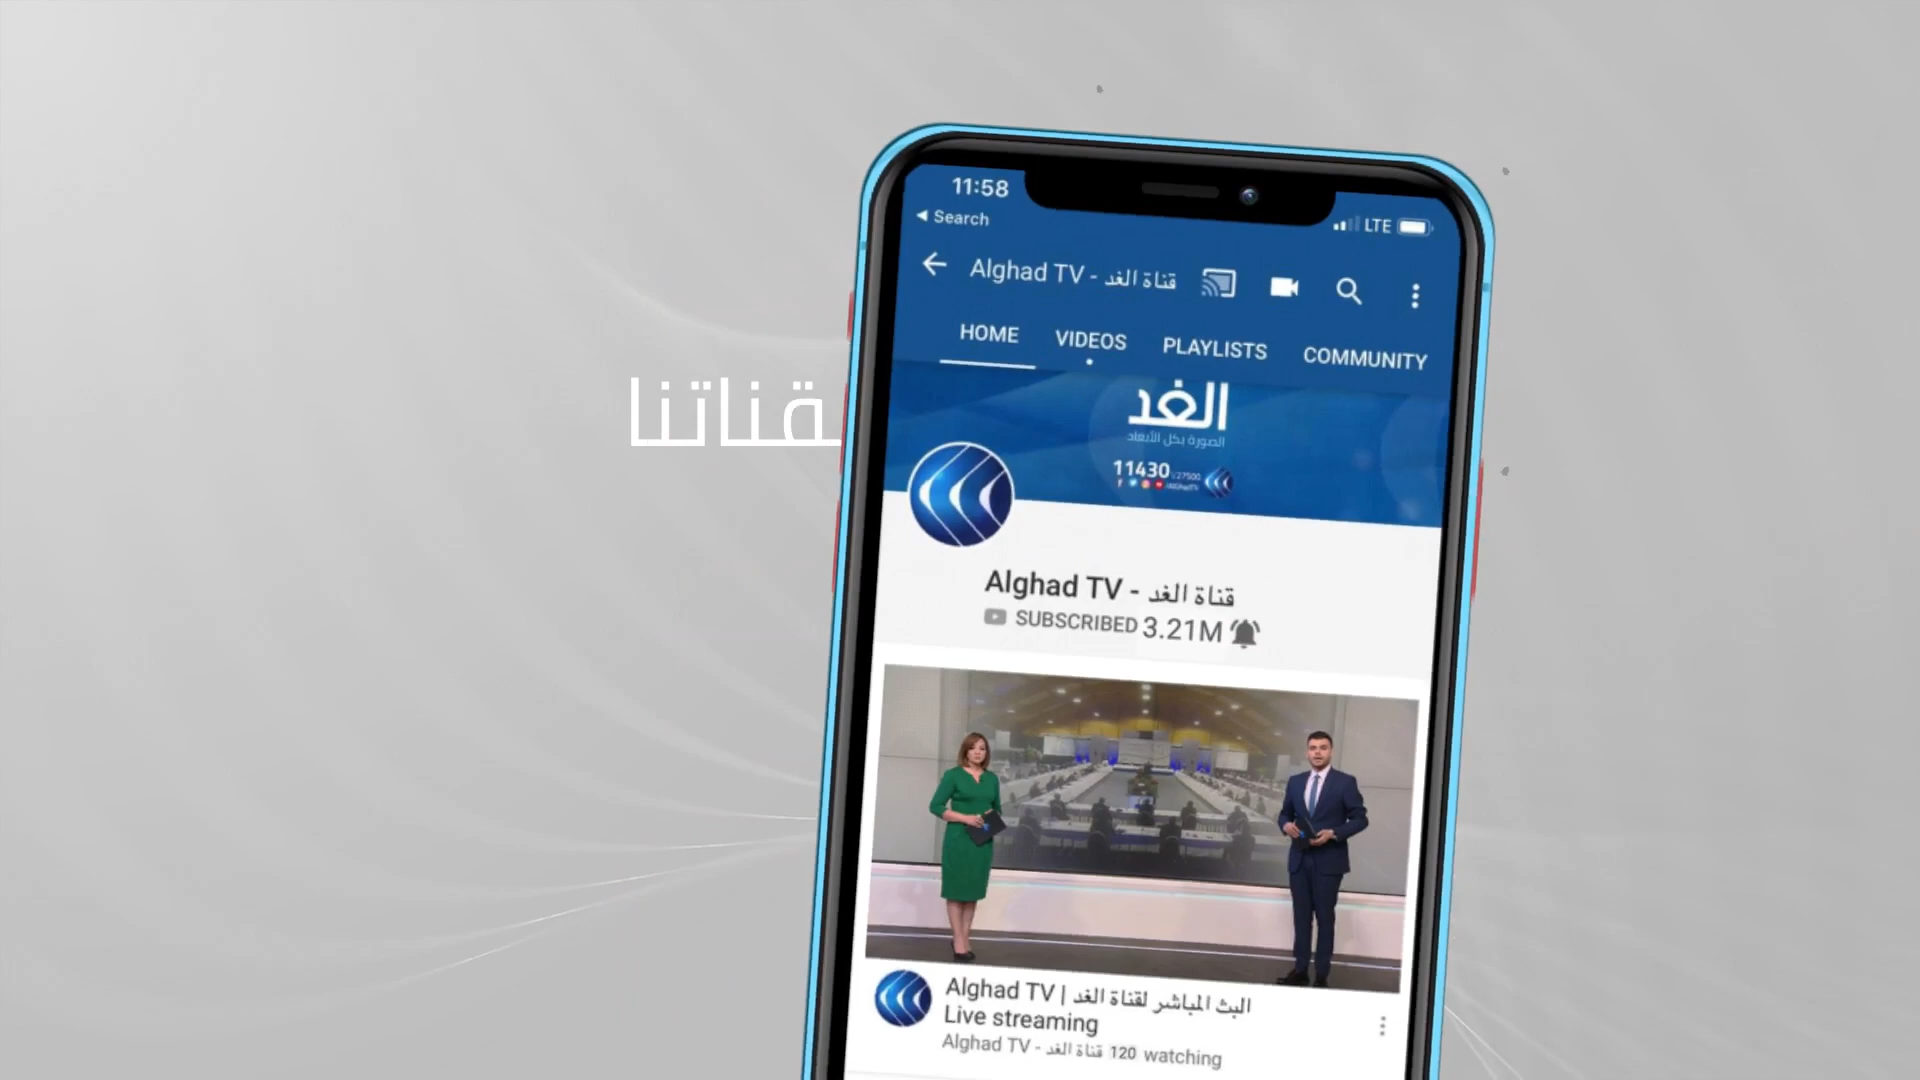 11:58
Search
LTE
Alghad TV - قناة الغد
HOME VIDEOS PLAYLISTS COMMUNITY
الغد
الصورة بكل الأبعاد
11430
27500
قناتنا
Alghad TV - قناة الغد
SUBSCRIBED 3.21M
Alghad TV | البث المباشر لقناة الغد
Live streaming
Alghad TV - قناة الغد 120 watching